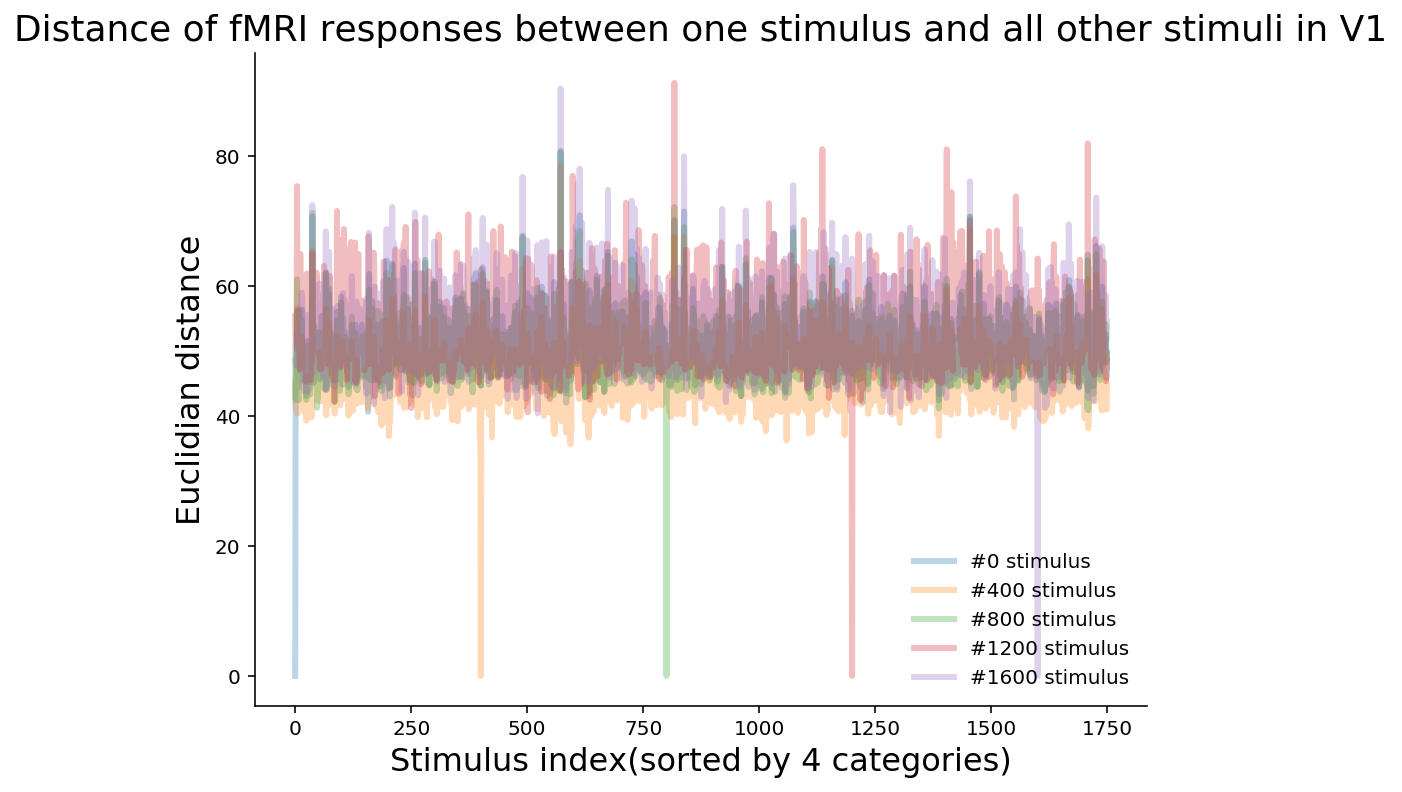 Distance of fMRI responses between one stimulus and all other stimuli in V1
Euclidian distance
80
60
40
20
0
#0 stimulus
#400 stimulus
#800 stimulus
#1200 stimulus
#1600 stimulus
0 250 500 750 1000 1250 1500 1750
Stimulus index(sorted by 4 categories)